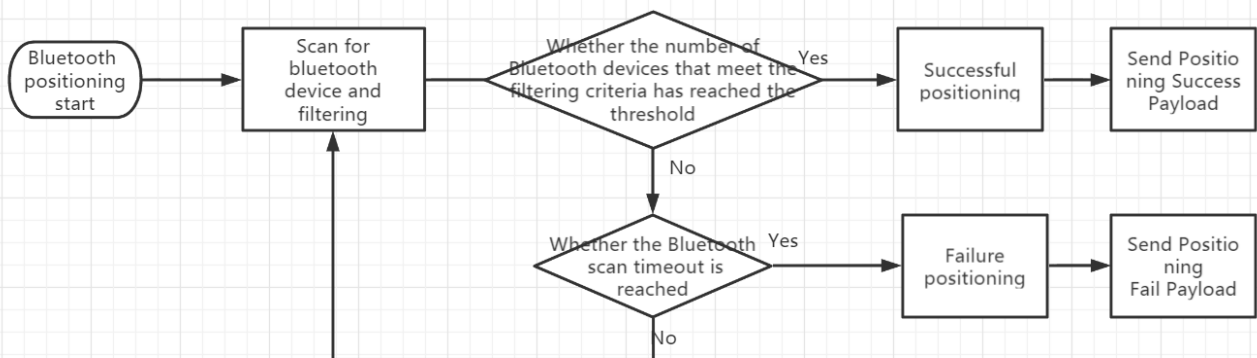 Bluetooth
positioning
start
Scan for
bluetooth
device and
filtering
Whether the number of
Bluetooth devices that meet the
filtering criteria has reached the
threshold
Yes
Successful
positioning
Send Positio
ning Success
Payload
No
Whether the Bluetooth
scan timeout is
reached
Yes
Failure
positioning
Send Positio
ning
Fail Payload
No